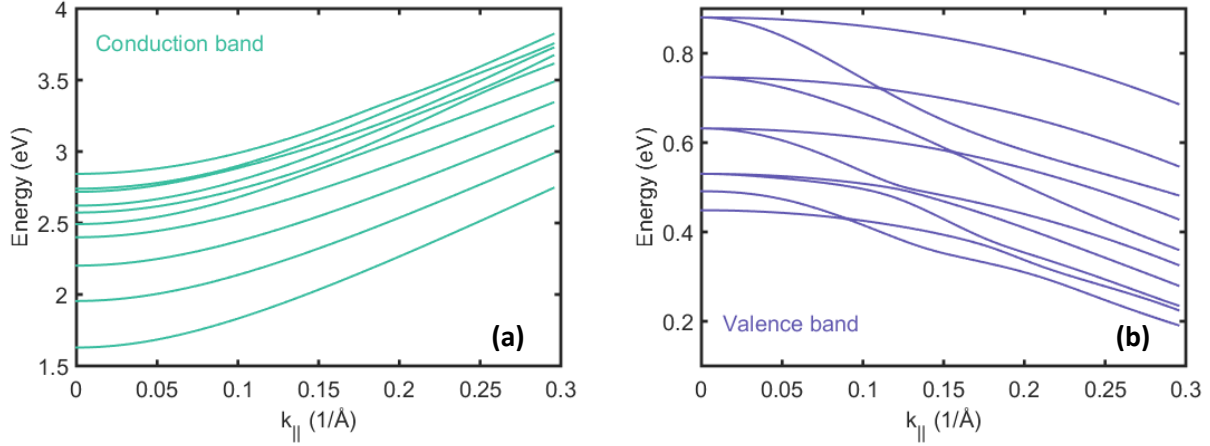 4
3.5
3
2.5
2
1.5
Energy (eV)
Conduction band
(a)
0 0.05 0.1 0.15 0.2 0.25 0.3
k|| (1/Å)
0.8
0.6
0.4
0.2
Energy (eV)
Valence band
(b)
0 0.05 0.1 0.15 0.2 0.25 0.3
k|| (1/Å)